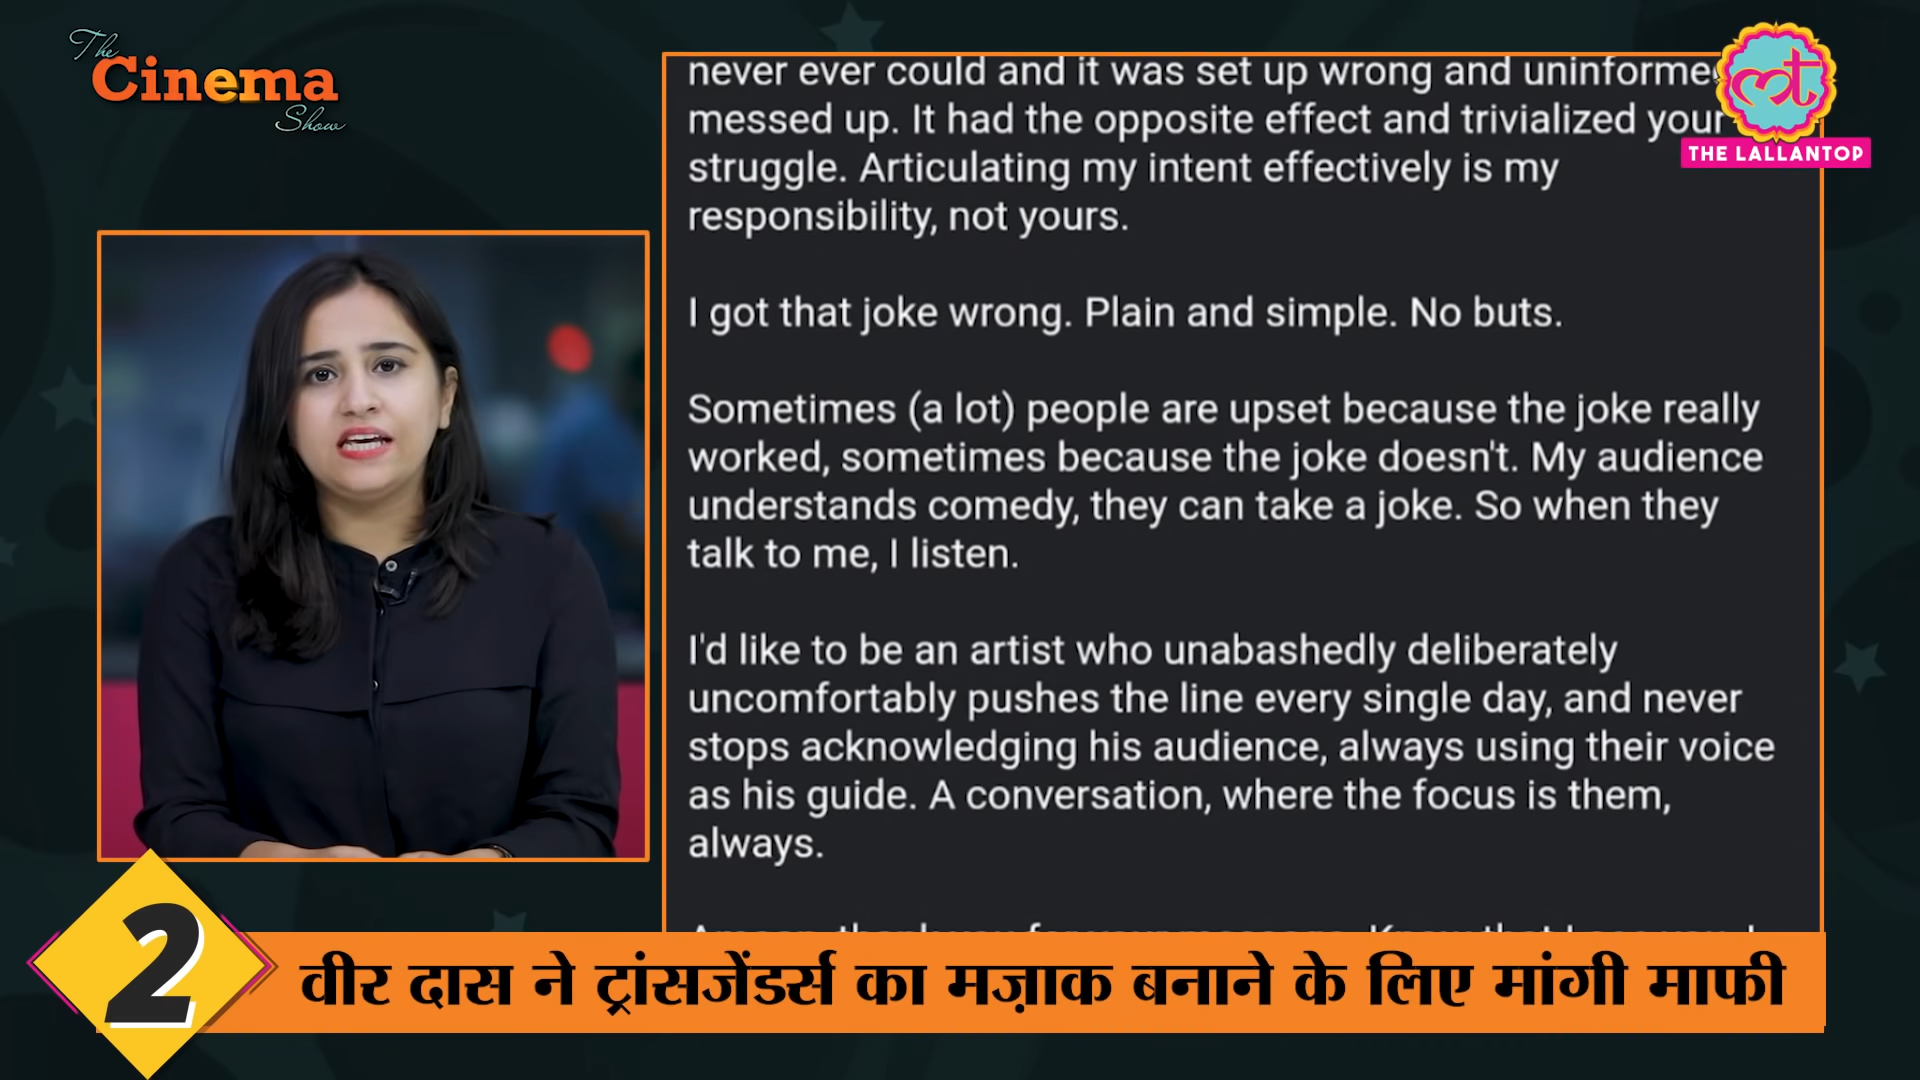 The
Cinema
Show
never ever could and it was set up wrong and
messed up. It had the opposite effect and trivialized your
struggle. Articulating my intent effectively is my
responsibility, not yours.
I got that joke wrong. Plain and simple. No buts.
Sometimes (a lot) people are upset because the joke really
worked, sometimes because the joke doesn't. My audience
understands comedy, they can take a joke. So when they
talk to me, I listen.
I'd like to be an artist who unabashedly deliberately
uncomfortably pushes the line every single day, and never
stops acknowledging his audience, always using their voice
as his guide. A conversation, where the focus is them,
always.
THE LALLANTOP
2
वीर दास ने ट्रांसजेंडर्स का मज़ाक बनाने के लिए मांगी माफी